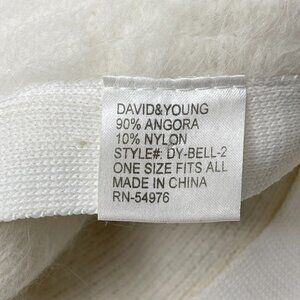 DAVID&YOUNG
90% ANGORA
10% NYLON
STYLE#: DY-BELL-2
ONE SIZE FITS ALL
MADE IN CHINA
RN-54976